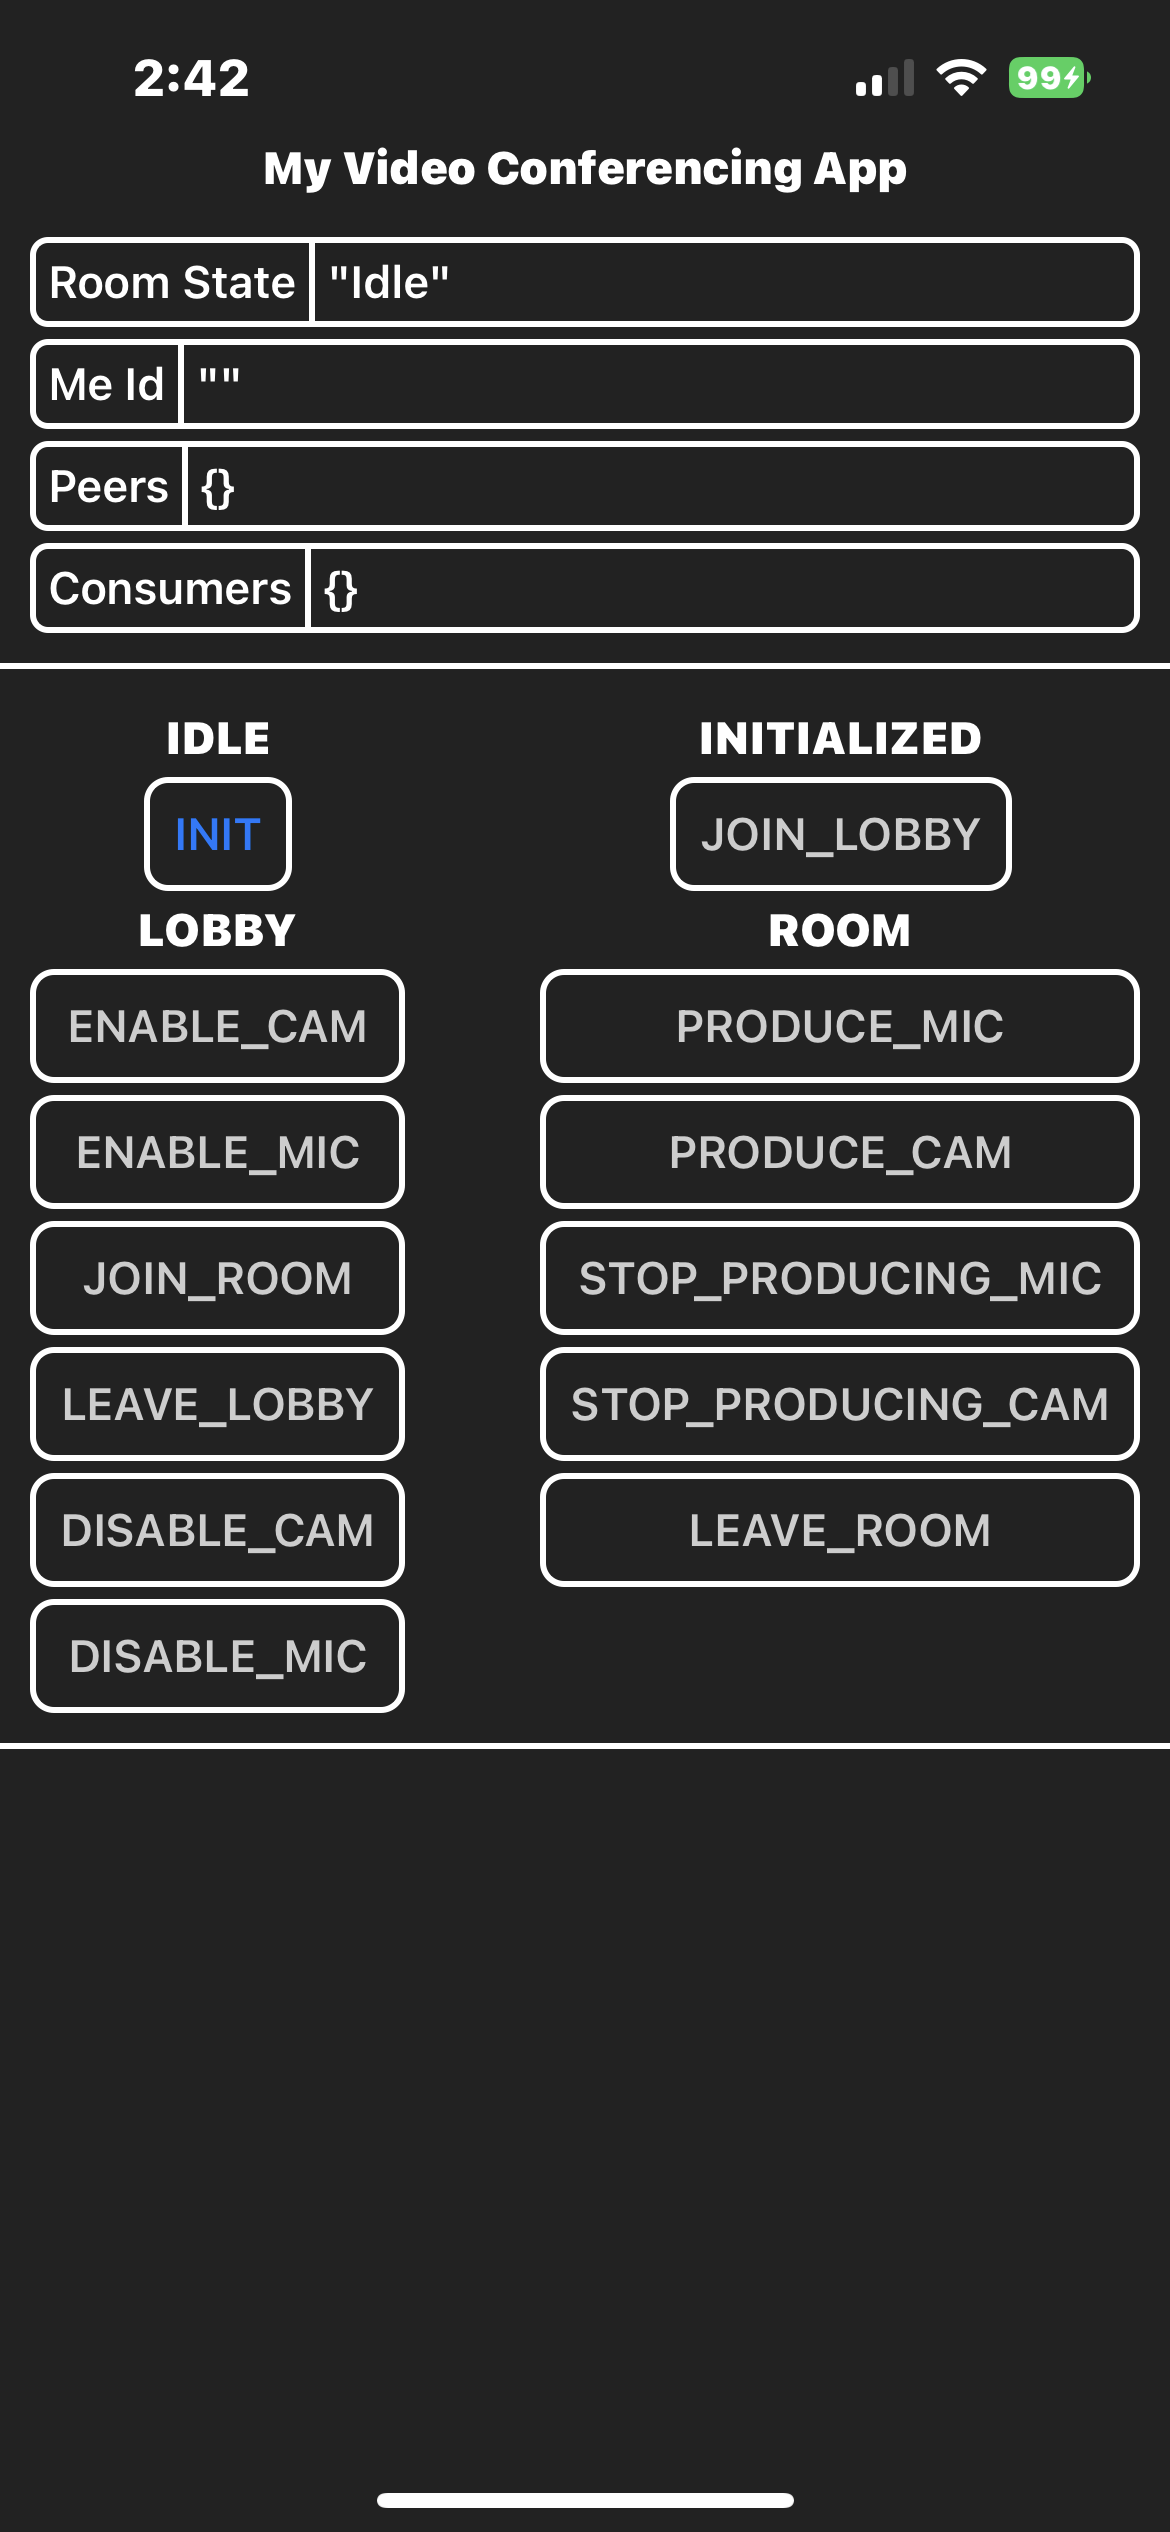 2:42
99
My Video Conferencing App
Room State "Idle"
Me Id ""
Peers {}
Consumers {}
IDLE INITIALIZED
INIT JOIN_LOBBY
LOBBY ROOM
ENABLE_CAM PRODUCE_MIC
ENABLE_MIC PRODUCE_CAM
JOIN_ROOM STOP_PRODUCING_MIC
LEAVE_LOBBY STOP_PRODUCING_CAM
DISABLE_CAM LEAVE_ROOM
DISABLE_MIC